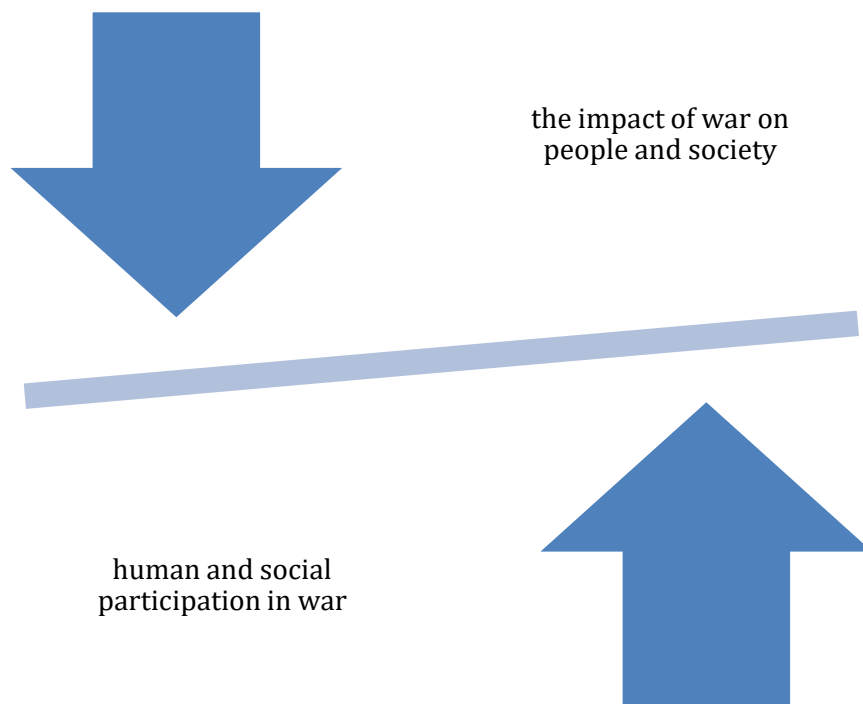 the impact of war on
people and society
human and social
participation in war